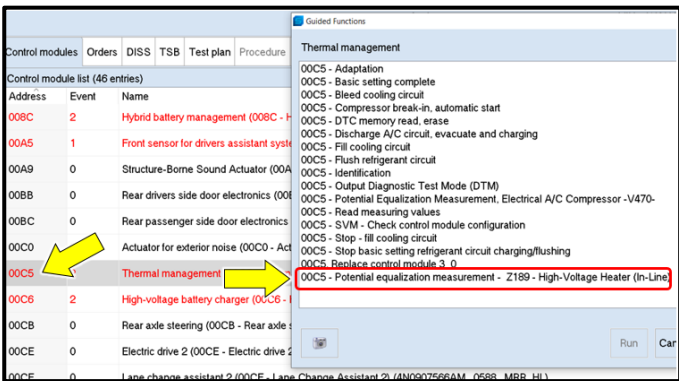 Guided Functions
Thermal management
00C5 - Adaptation
00C5 - Basic setting complete
00C5 - Bleed cooling circuit
00C5 - Compressor break-in, automatic start
00C5 - DTC memory read, erase
00C5 - Discharge A/C circuit, evacuate and charging
00C5 - Fill cooling circuit
00C5 - Flush refrigerant circuit
00C5 - Identification
00C5 - Output Diagnostic Test Mode (DTM)
00C5 - Potential Equalization Measurement, Electrical A/C Compressor -V470-
00C5 - Read measuring values
00C5 - SVM - Check control module configuration
00C5 - Stop - fill cooling circuit
00C5 - Stop basic setting refrigerant circuit charging/flushing
00C5 Replace control module 3_0
00C5 - Potential equalization measurement - Z189 - High-Voltage Heater (In-Line)
Run
Control modules Orders DISS TSB Test plan Procedure
Control module list (46 entries)
Address Event Name
008C 2 Hybrid battery management (008C - H
00A5 1 Front sensor for drivers assistant syste
00A9 0 Structure-Borne Sound Actuator (00A
00BB 0 Rear drivers side door electronics (00B
00BC 0 Rear passenger side door electronics
00C0 Actuator for exterior noise (00C0 - Act
00C5 Thermal management
00C6 2 High-voltage battery charger (00C6 -
00CB 0 Rear axle steering (00CB - Rear axle s
00CE 0 Electric drive 2 (00CE - Electric drive 2
00CF 0 Lane change assistant 2 (00CF - Lane Change Assistant 2) (4N0907566AM, 0588, MRR_HL)